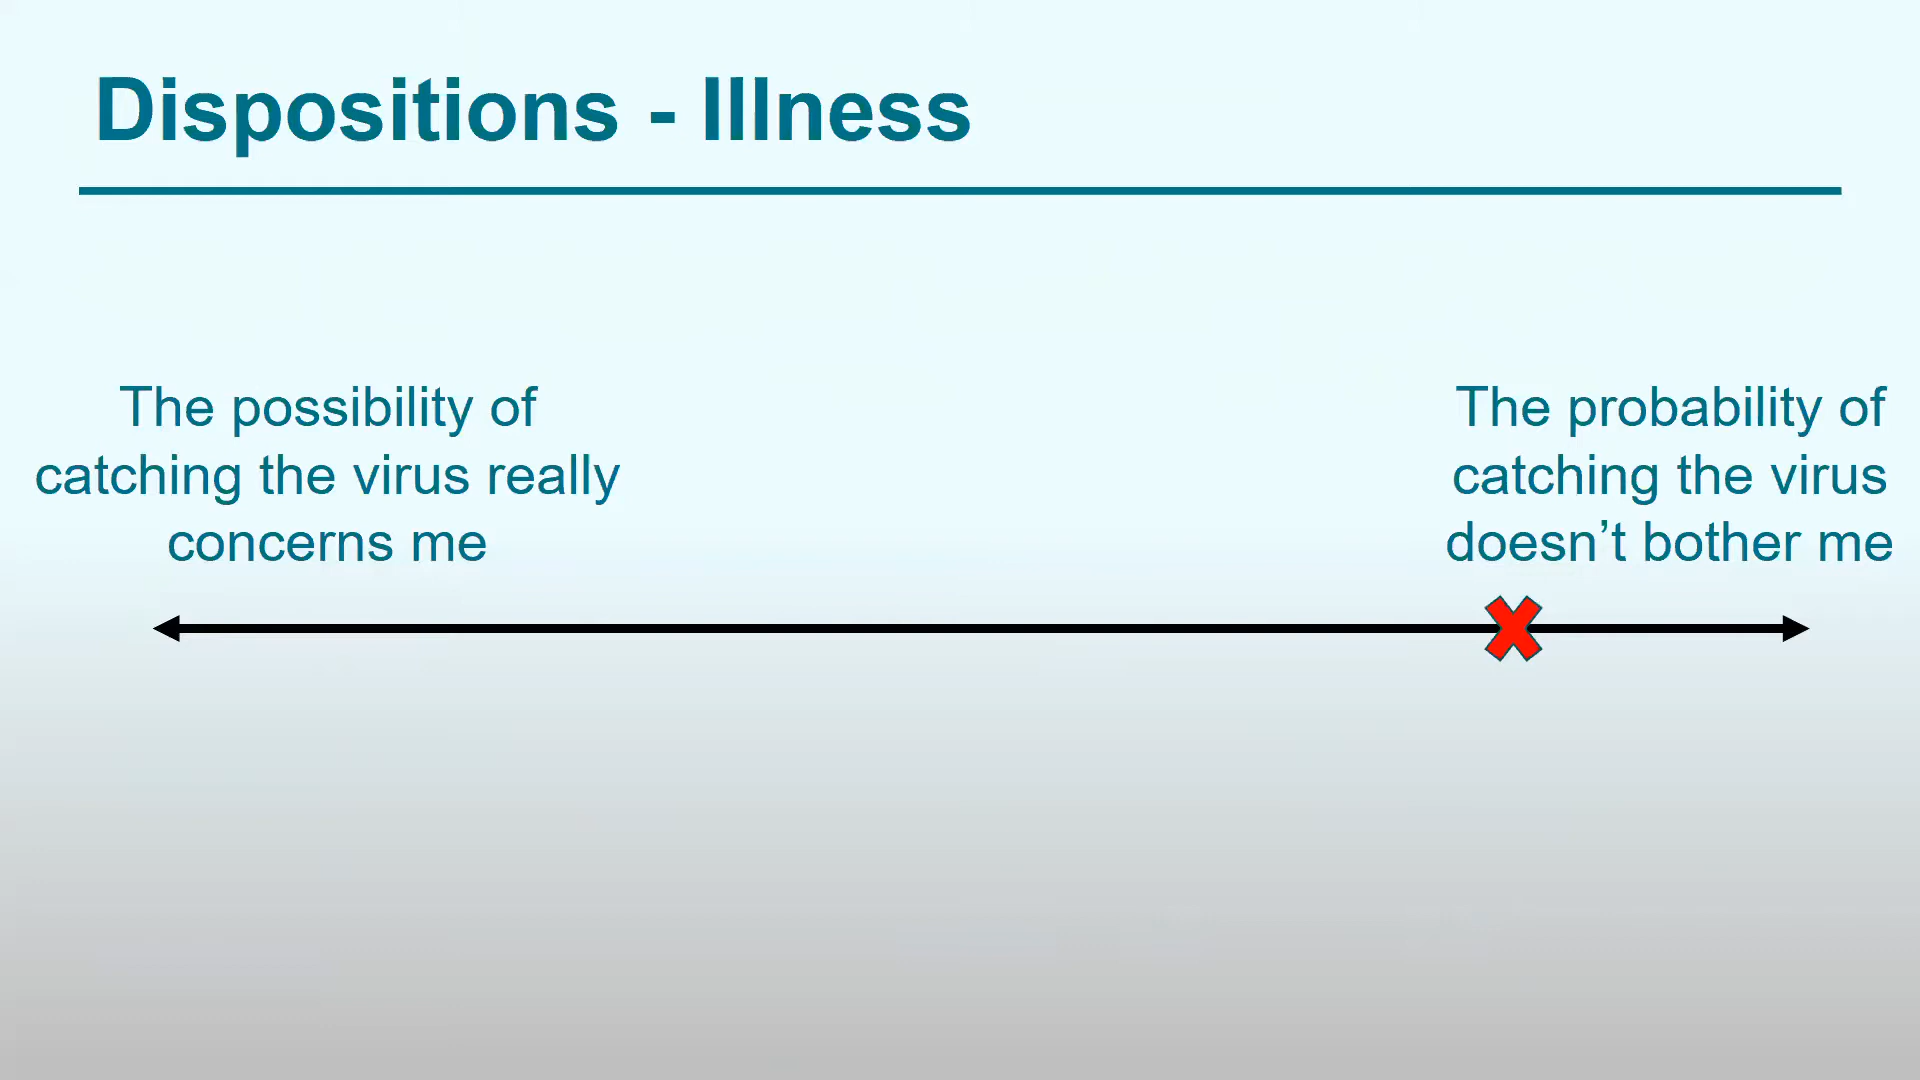 Dispositions - Illness
The possibility of
catching the virus really
concerns me
The probability of
catching the virus
doesn’t bother me